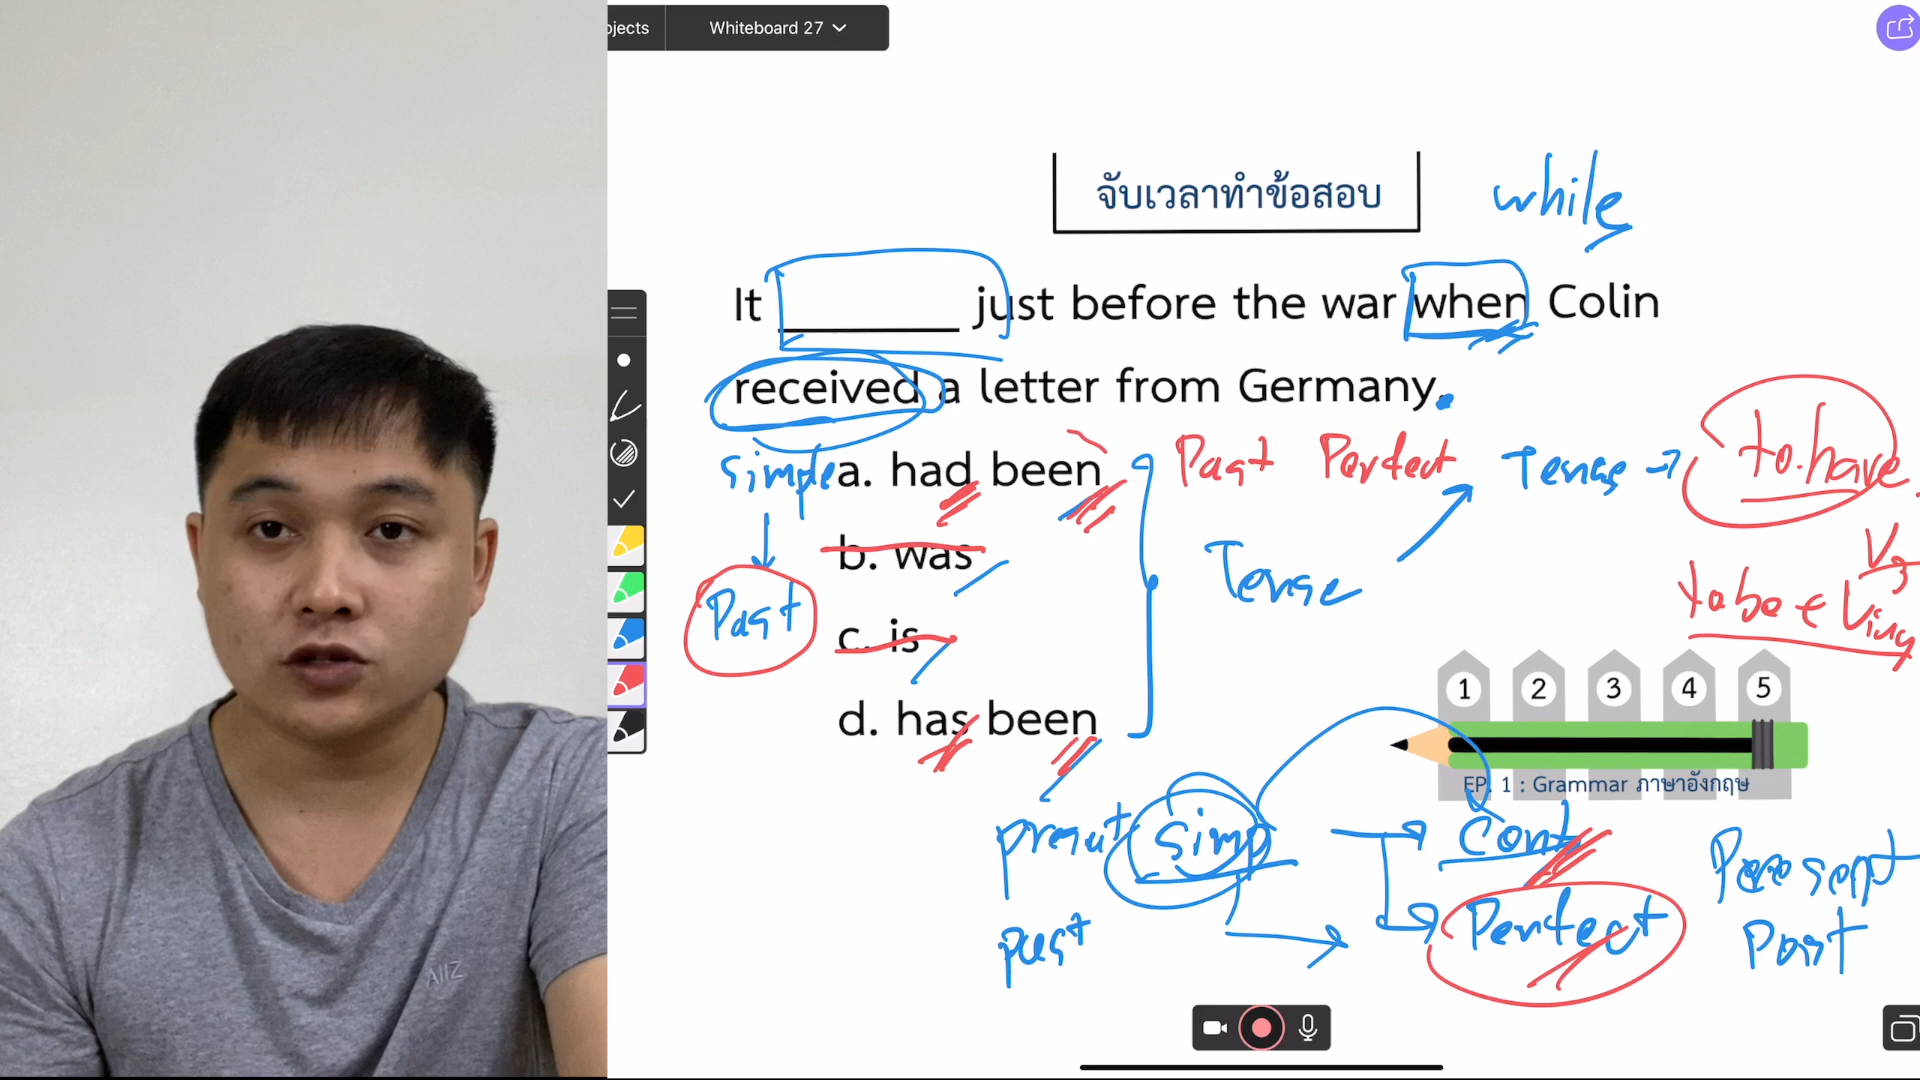 ojects
Whiteboard 27
จับเวลาทำข้อสอบ
while
It ________ just before the war when Colin
received a letter from Germany.
simple
a. had been
Past Perfect
Tense → to.have
b. was
Tense
V3
to be + Ving
Past
c. is
1 2 3 4 5
d. has been
EP. 1 : Grammar ภาษาอังกฤษ
simp
Cont
past
Perfect
Past
AIIZ